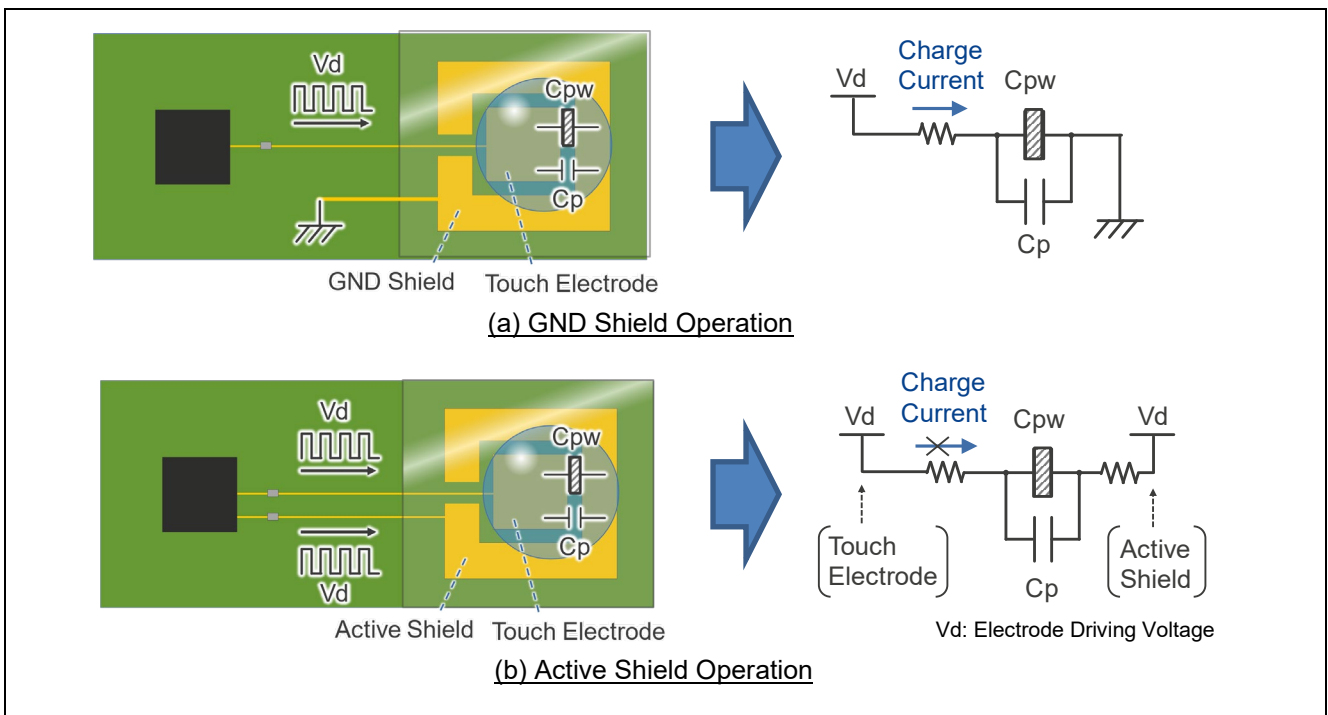 Vd
Cpw
Cp
GND Shield
Touch Electrode
Charge
Current
Vd
Cpw
Cp
(a) GND Shield Operation
Vd
Vd
Cpw
Cp
Active Shield
Touch Electrode
Charge
Current
Vd
Cpw
Vd
Touch
Electrode
Cp
Active
Shield
Vd: Electrode Driving Voltage
(b) Active Shield Operation